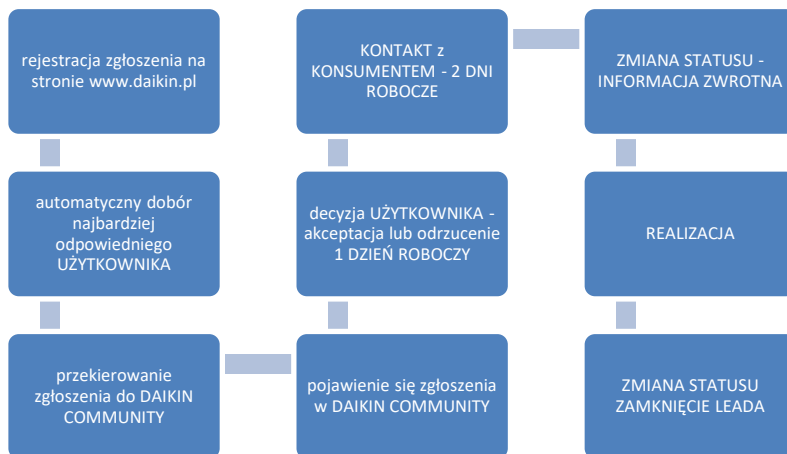 rejestracja zgłoszenia na
stronie www.daikin.pl
automatyczny dobór
najbardziej
odpowiedniego
UŻYTKOWNIKA
przekierowanie
zgłoszenia do DAIKIN
COMMUNITY
pojawienie się zgłoszenia
w DAIKIN COMMUNITY
decyzja UŻYTKOWNIKA -
akceptacja lub odrzucenie
1 DZIEŃ ROBOCZY
KONTAKT z
KONSUMENTEM - 2 DNI
ROBOCZE
ZMIANA STATUSU -
INFORMACJA ZWROTNA
REALIZACJA
ZMIANA STATUSU
ZAMKNIĘCIE LEADA